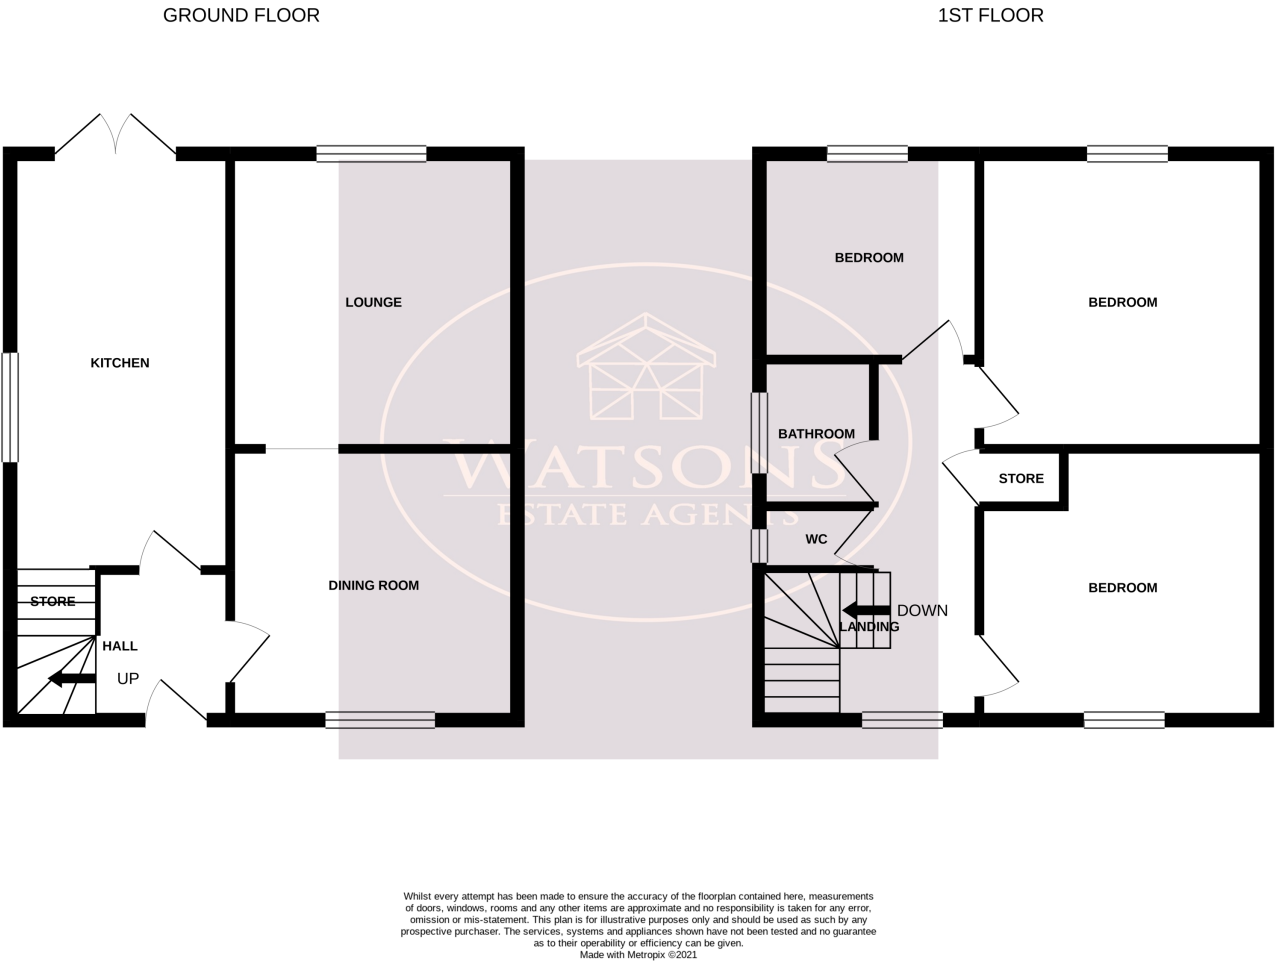 GROUND FLOOR
1ST FLOOR
BEDROOM
LOUNGE
BEDROOM
KITCHEN
BATHROOM
WATSONS
ESTATE AGENTS
STORE
WC
DINING ROOM
BEDROOM
STORE
DOWN
LANDING
HALL
UP
Whilst every attempt has been made to ensure the accuracy of the floorplan contained here, measurements
of doors, windows, rooms and any other items are approximate and no responsibility is taken for any error,
omission or mis-statement. This plan is for illustrative purposes only and should be used as such by any
prospective purchaser. The services, systems and appliances shown have not been tested and no guarantee
as to their operability or efficiency can be given.
Made with Metropix ©2021